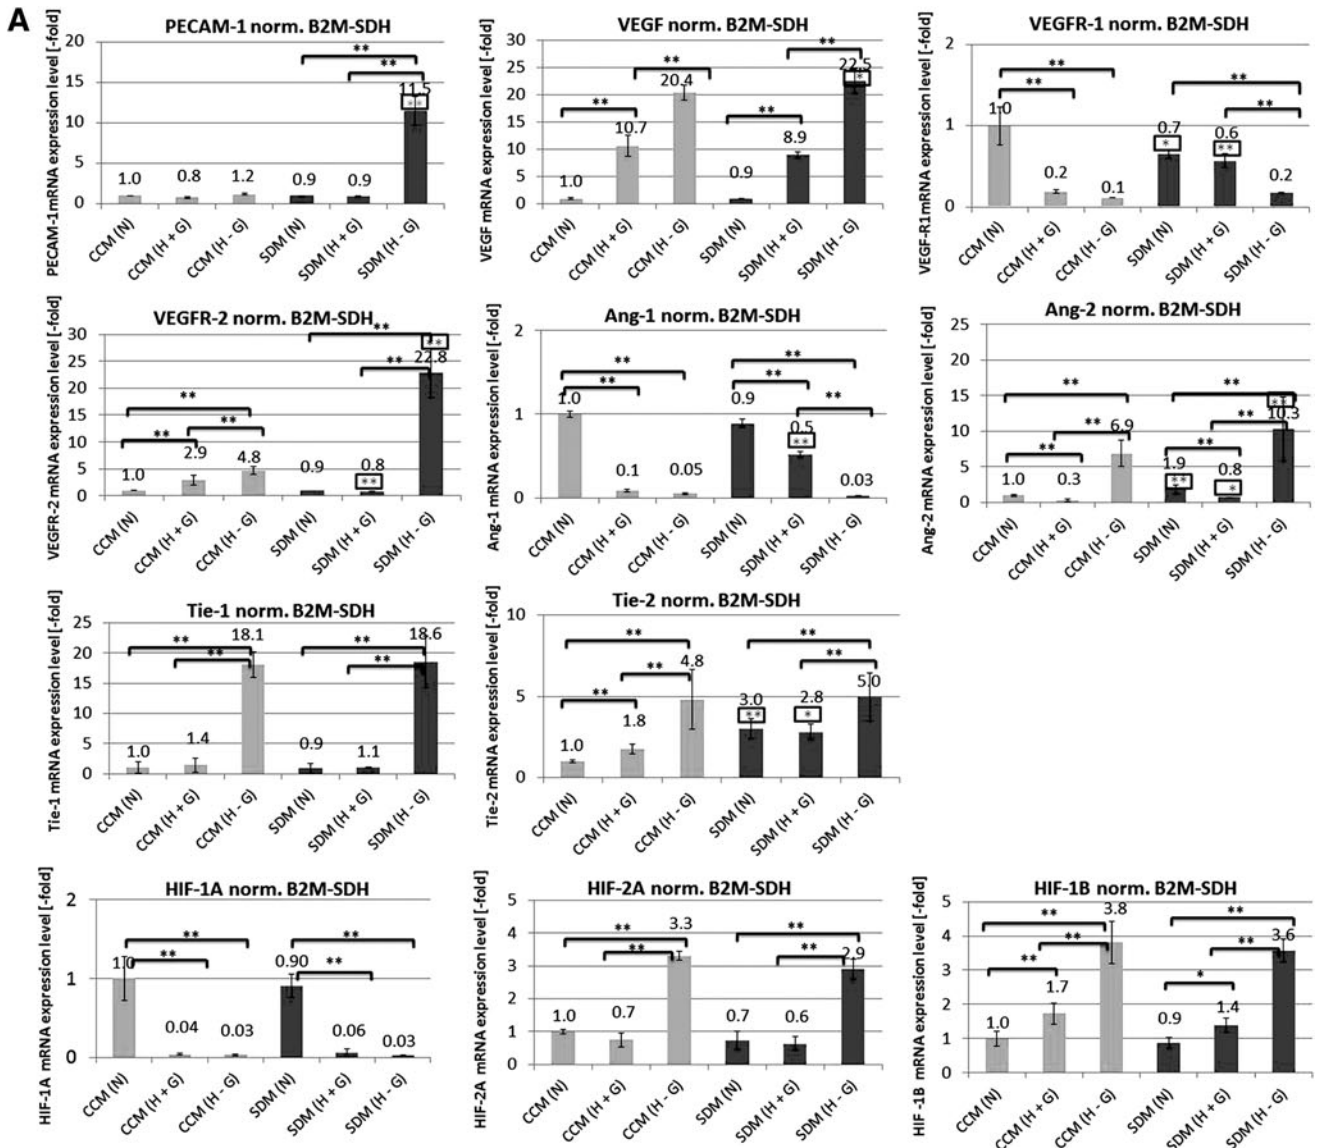 A
PECAM-1 norm. B2M-SDH
PECAM-1mRNA expression level [-fold]
20
15
10
5
0
1.0
0.8
1.2
0.9
0.9
11.5
**
**
**
CCM (N)
CCM (H + G)
CCM (H - G)
SDM (N)
SDM (H + G)
SDM (H - G)
VEGF norm. B2M-SDH
VEGF mRNA expression level [-fold]
30
25
20
15
10
5
0
1.0
10.7
20.4
0.9
8.9
22.5
**
**
**
**
*
CCM (N)
CCM (H + G)
CCM (H - G)
SDM (N)
SDM (H + G)
SDM (H - G)
VEGFR-1 norm. B2M-SDH
VEGF-R1 mRNA expression level [-fold]
2
1
0
1.0
0.2
0.1
0.7
0.6
0.2
**
**
**
**
*
**
CCM (N)
CCM (H + G)
CCM (H - G)
SDM (N)
SDM (H + G)
SDM (H - G)
VEGFR-2 norm. B2M-SDH
VEGFR-2 mRNA expression level [-fold]
30
25
20
15
10
5
0
1.0
2.9
4.8
0.9
0.8
22.8
**
**
**
**
**
**
**
CCM (N)
CCM (H + G)
CCM (H - G)
SDM (N)
SDM (H + G)
SDM (H - G)
Ang-1 norm. B2M-SDH
Ang-1 mRNA expression level [-fold]
2
1
0
1.0
0.1
0.05
0.9
0.5
0.03
**
**
**
**
**
**
CCM (N)
CCM (H + G)
CCM (H - G)
SDM (N)
SDM (H + G)
SDM (H - G)
Ang-2 norm. B2M-SDH
Ang-2 mRNA expression level [-fold]
25
20
15
10
5
0
1.0
0.3
6.9
1.9
0.8
10.3
**
**
**
**
**
**
**
*
**
CCM (N)
CCM (H + G)
CCM (H - G)
SDM (N)
SDM (H + G)
SDM (H - G)
Tie-1 norm. B2M-SDH
Tie-1 mRNA expression level [-fold]
25
20
15
10
5
0
1.0
1.4
18.1
0.9
1.1
18.6
**
**
**
**
CCM (N)
CCM (H + G)
CCM (H - G)
SDM (N)
SDM (H + G)
SDM (H - G)
Tie-2 norm. B2M-SDH
Tie-2 mRNA expression level [-fold]
10
5
0
1.0
1.8
4.8
3.0
2.8
5.0
**
**
**
**
**
**
*
CCM (N)
CCM (H + G)
CCM (H - G)
SDM (N)
SDM (H + G)
SDM (H - G)
HIF-1A norm. B2M-SDH
HIF-1A mRNA expression level [-fold]
2
1
0
1.0
0.04
0.03
0.90
0.06
0.03
**
**
**
**
CCM (N)
CCM (H + G)
CCM (H - G)
SDM (N)
SDM (H + G)
SDM (H - G)
HIF-2A norm. B2M-SDH
HIF-2A mRNA expression level [-fold]
5
4
3
2
1
0
1.0
0.7
3.3
0.7
0.6
2.9
**
**
**
**
CCM (N)
CCM (H + G)
CCM (H - G)
SDM (N)
SDM (H + G)
SDM (H - G)
HIF-1B norm. B2M-SDH
HIF -1B mRNA expression level [-fold]
5
4
3
2
1
0
1.0
1.7
3.8
0.9
1.4
3.6
**
**
**
**
**
*
CCM (N)
CCM (H + G)
CCM (H - G)
SDM (N)
SDM (H + G)
SDM (H - G)